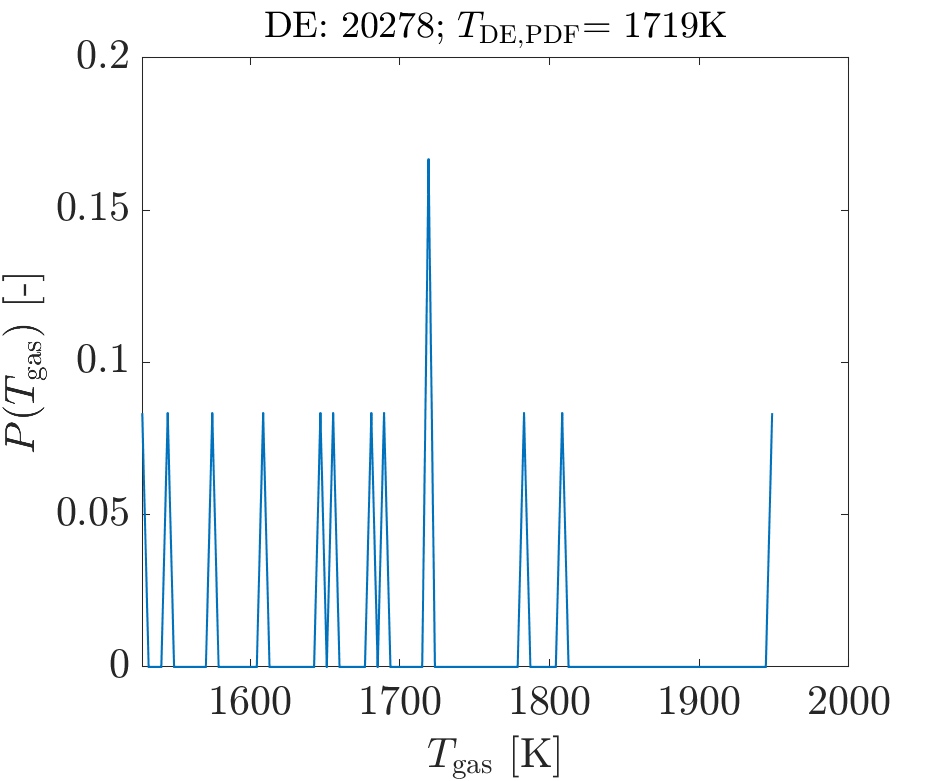 DE: 20278; T_DE,PDF= 1719K
0.2
0.15
0.1
0.05
0
P(T_gas) [-]
1600 1700 1800 1900 2000
T_gas [K]